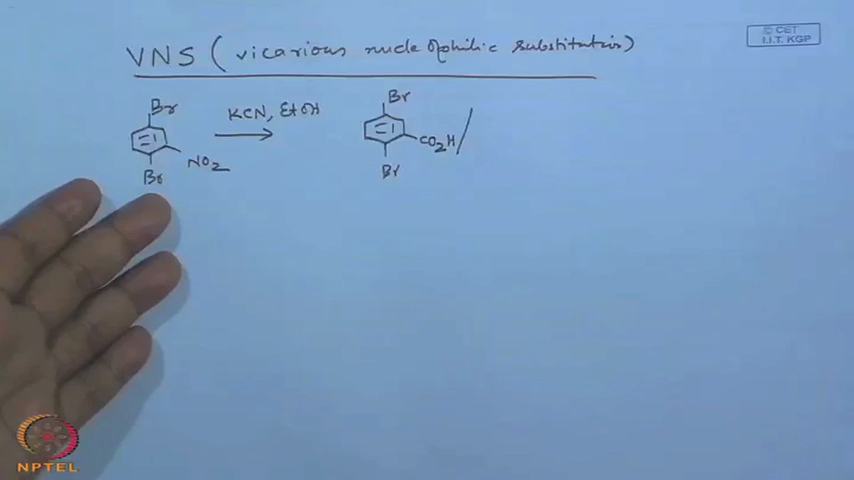 VNS (vicarious nucleophilic substitution)
© CET
I.I.T. KGP
Br
KCN, EtOH
Br
NO2
CO2H/
Br
Br
NPTEL